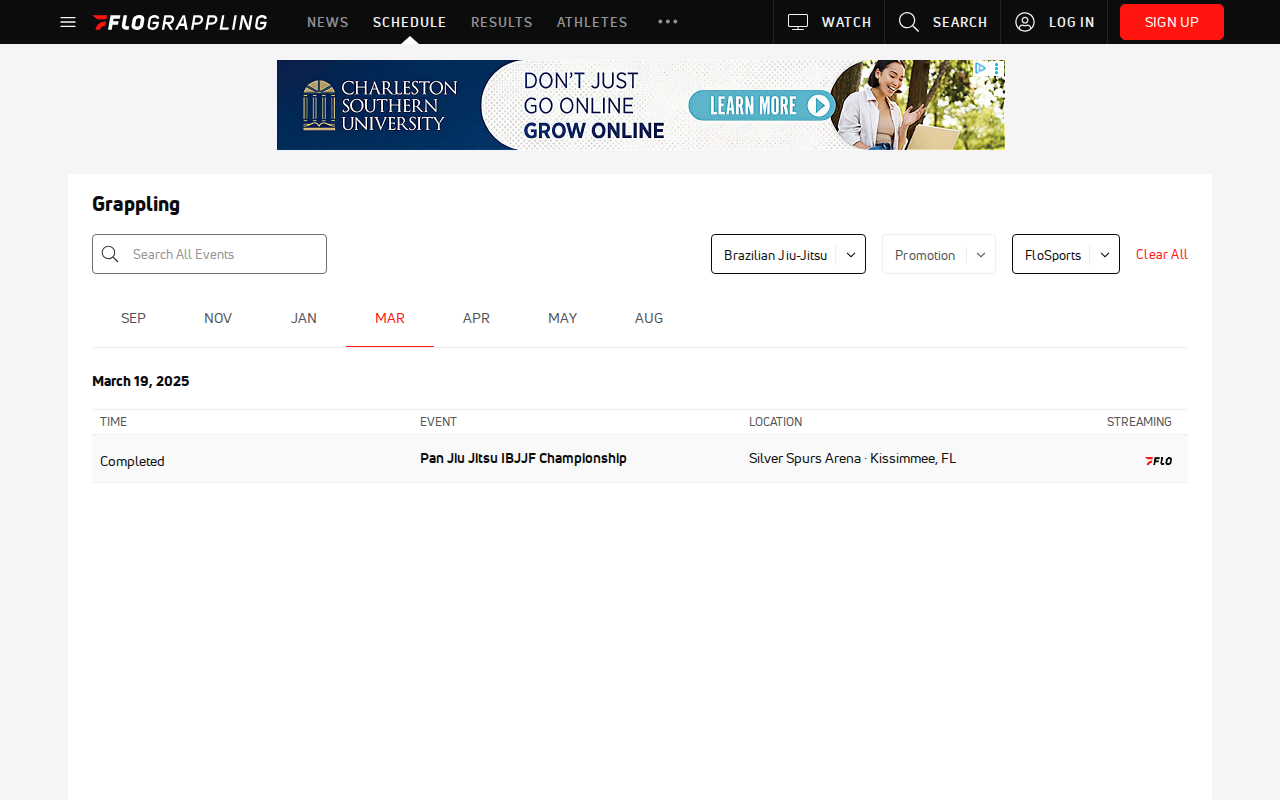 FLOGRAPPLING NEWS SCHEDULE RESULTS ATHLETES WATCH SEARCH LOG IN SIGN UP
CHARLESTON
SOUTHERN
UNIVERSITY
DON'T JUST
GO ONLINE
GROW ONLINE
LEARN MORE
Grappling
Search All Events Brazilian Jiu-Jitsu Promotion FloSports Clear All
SEP NOV JAN MAR APR MAY AUG
March 19, 2025
TIME EVENT LOCATION STREAMING
Completed Pan Jiu Jitsu IBJJF Championship Silver Spurs Arena · Kissimmee, FL FLO